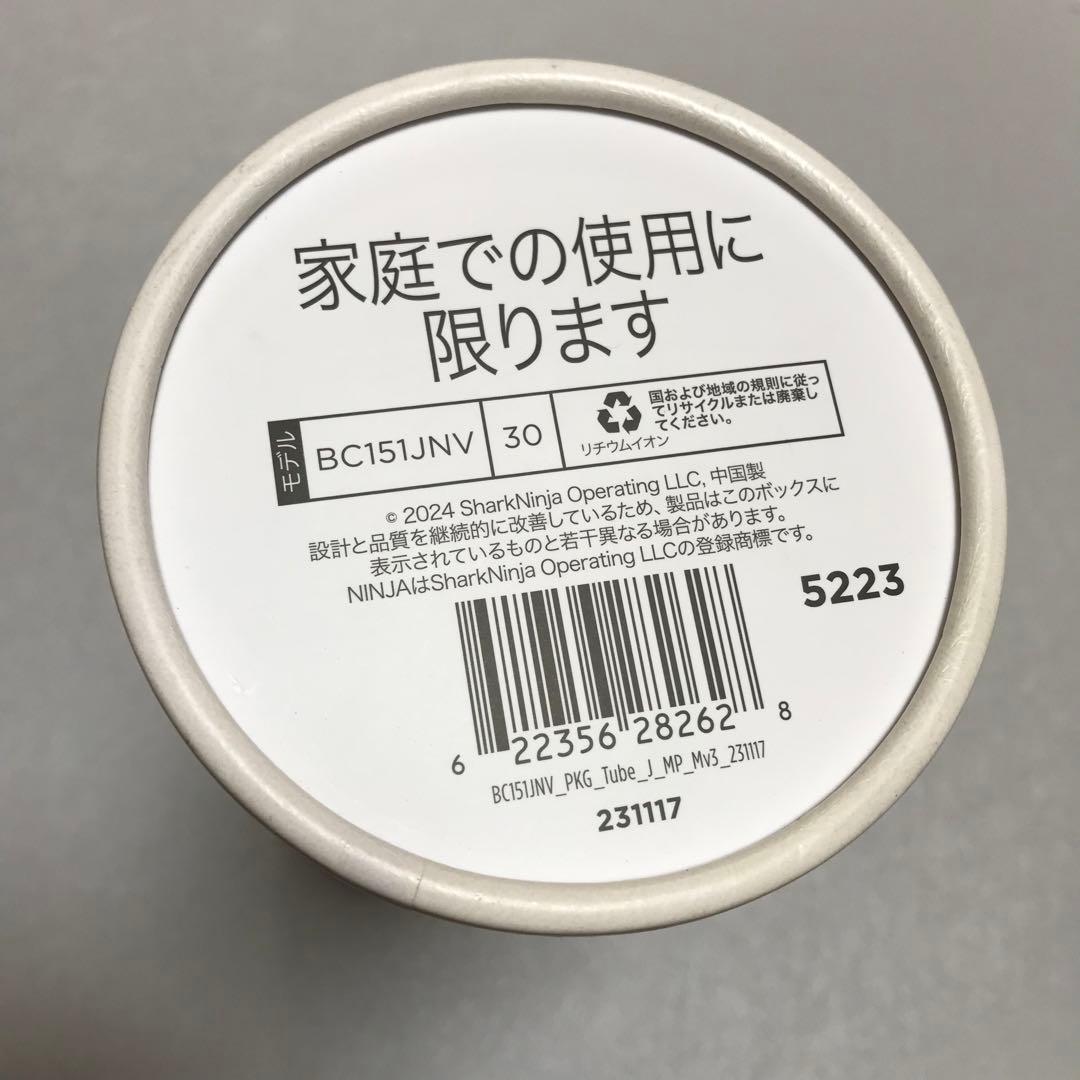 家庭での使用に
限ります
モデル
BC151JNV
30
リチウムイオン
国および地域の規則に従っ
てリサイクルまたは廃棄し
てください。
© 2024 SharkNinja Operating LLC, 中国製
設計と品質を継続的に改善しているため、製品はこのボックスに
表示されているものと若干異なる場合があります。
NINJAはSharkNinja Operating LLCの登録商標です。
5223
6 22356 28262 8
BC151JNV_PKG_Tube_J_MP_Mv3_231117
231117